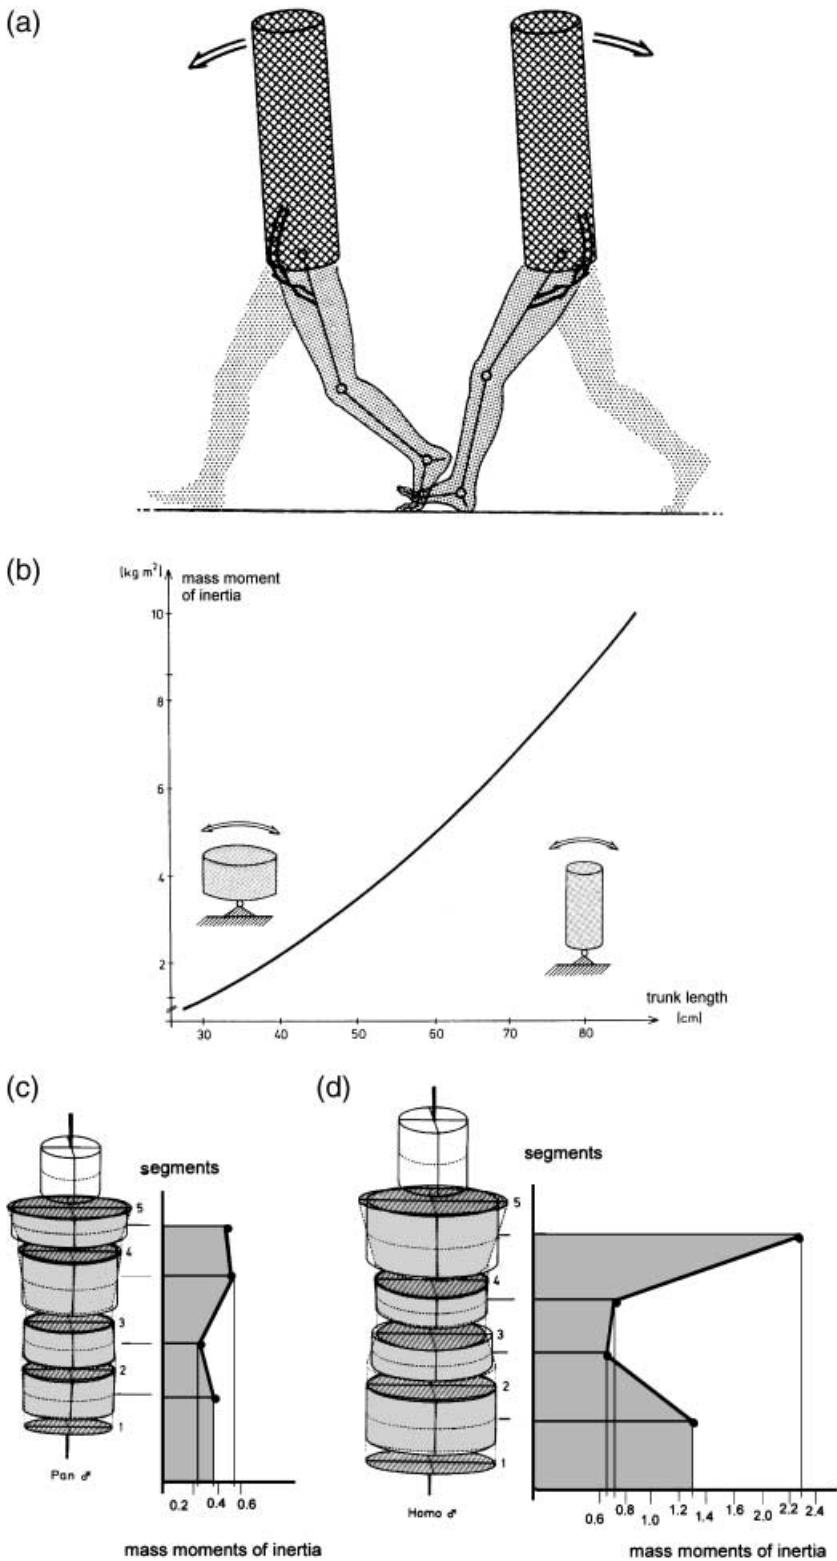 (a)
(b)
[kg m²]
mass moment
of inertia
10
8
6
4
2
30
40
50
60
70
80
trunk length
[cm]
(c)
(d)
segments
5
4
3
2
1
Pan ♂
0.2
0.4
0.6
mass moments of inertia
segments
5
4
3
2
1
Homo ♂
0.6
0.8
1.0
1.2
1.4
1.6
2.0
2.2
2.4
mass moments of inertia